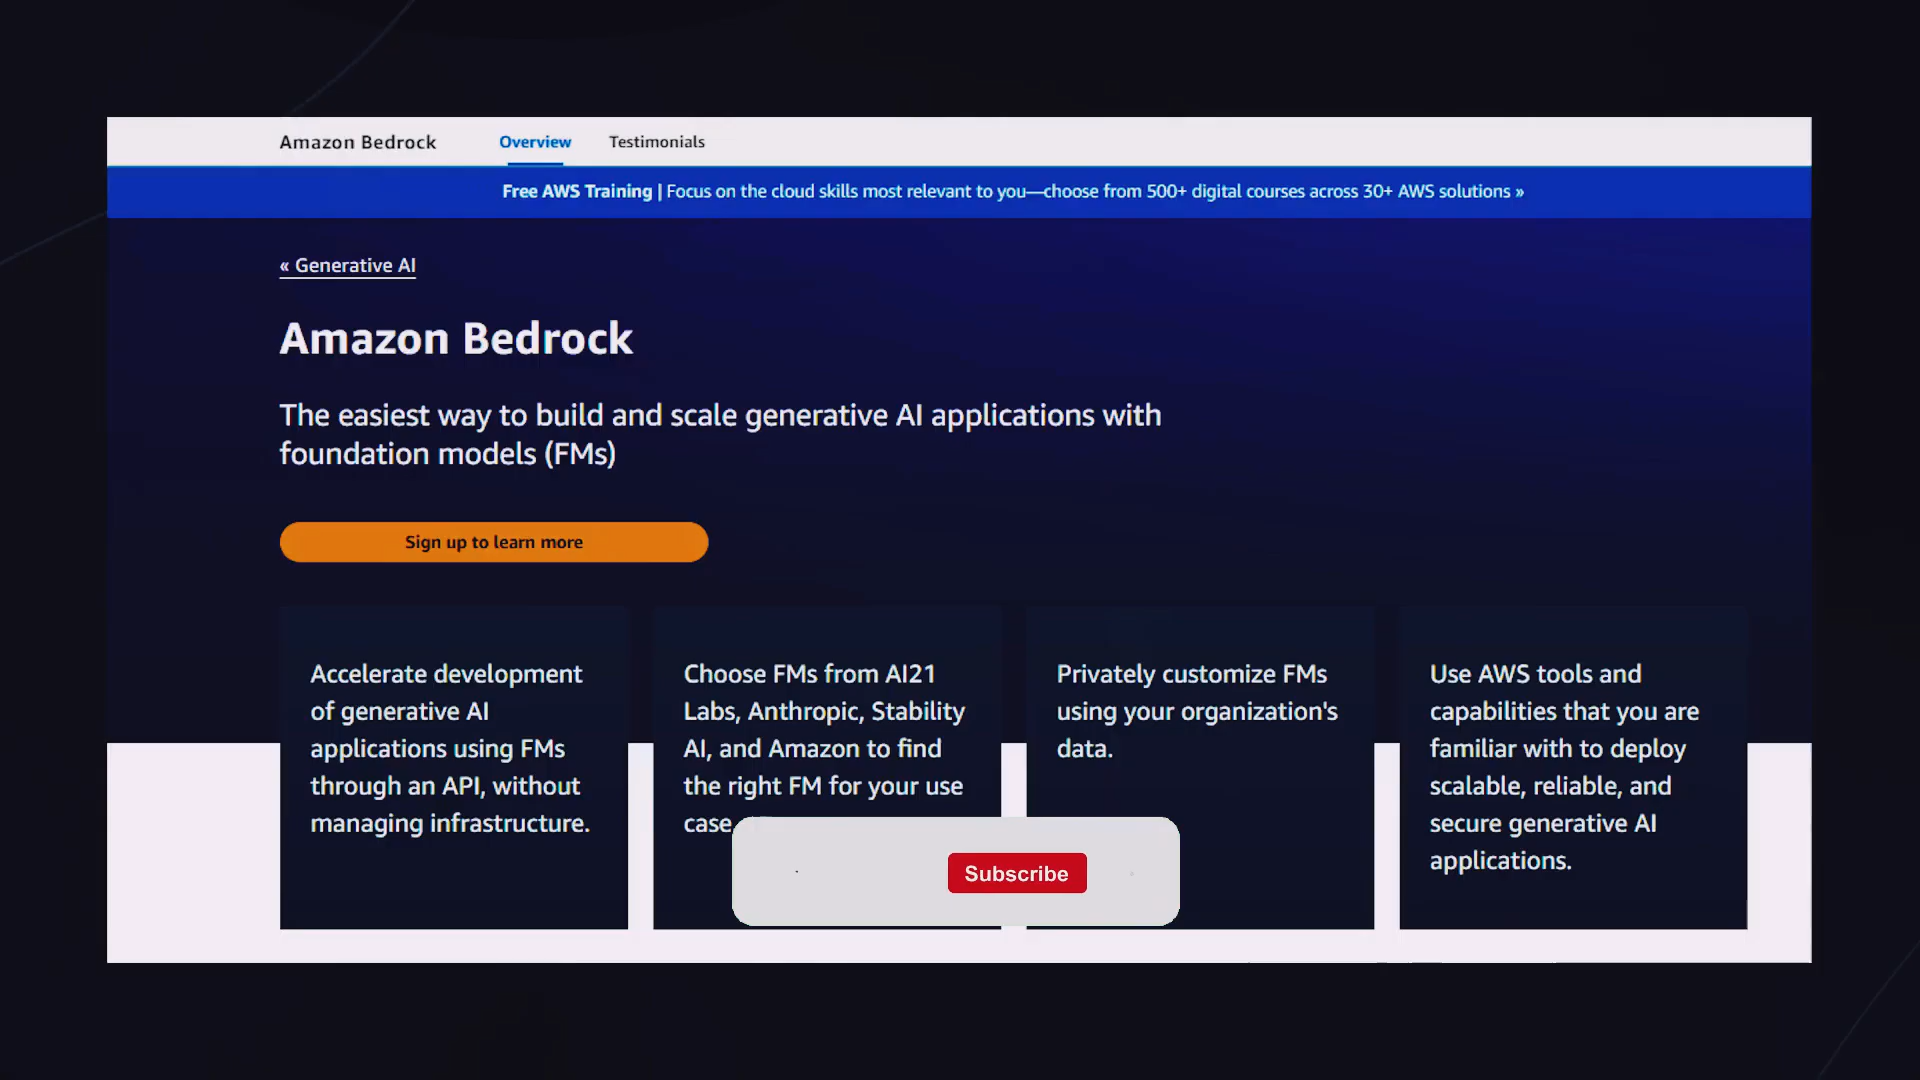 Amazon Bedrock Overview Testimonials
Free AWS Training | Focus on the cloud skills most relevant to you—choose from 500+ digital courses across 30+ AWS solutions »
« Generative AI
Amazon Bedrock
The easiest way to build and scale generative AI applications with
foundation models (FMs)
Sign up to learn more
Accelerate development
of generative AI
applications using FMs
through an API, without
managing infrastructure.
Choose FMs from AI21
Labs, Anthropic, Stability
AI, and Amazon to find
the right FM for your use
case.
Privately customize FMs
using your organization's
data.
Use AWS tools and
capabilities that you are
familiar with to deploy
scalable, reliable, and
secure generative AI
applications.
Subscribe